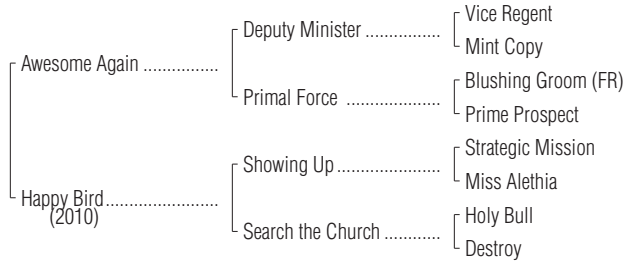 Vice Regent
Deputy Minister ................
Mint Copy
Awesome Again ................
Blushing Groom (FR)
Primal Force ....................
Prime Prospect
Strategic Mission
Showing Up ......................
Miss Alethia
Happy Bird........................
(2010)
Holy Bull
Search the Church ............
Destroy